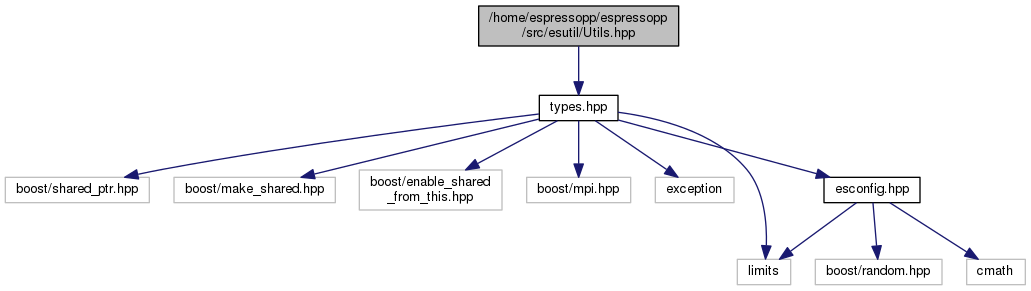 /home/espressopp/espressopp
/src/esutil/Utils.hpp
types.hpp
boost/shared_ptr.hpp
boost/make_shared.hpp
boost/enable_shared
_from_this.hpp
boost/mpi.hpp
exception
esconfig.hpp
limits
boost/random.hpp
cmath